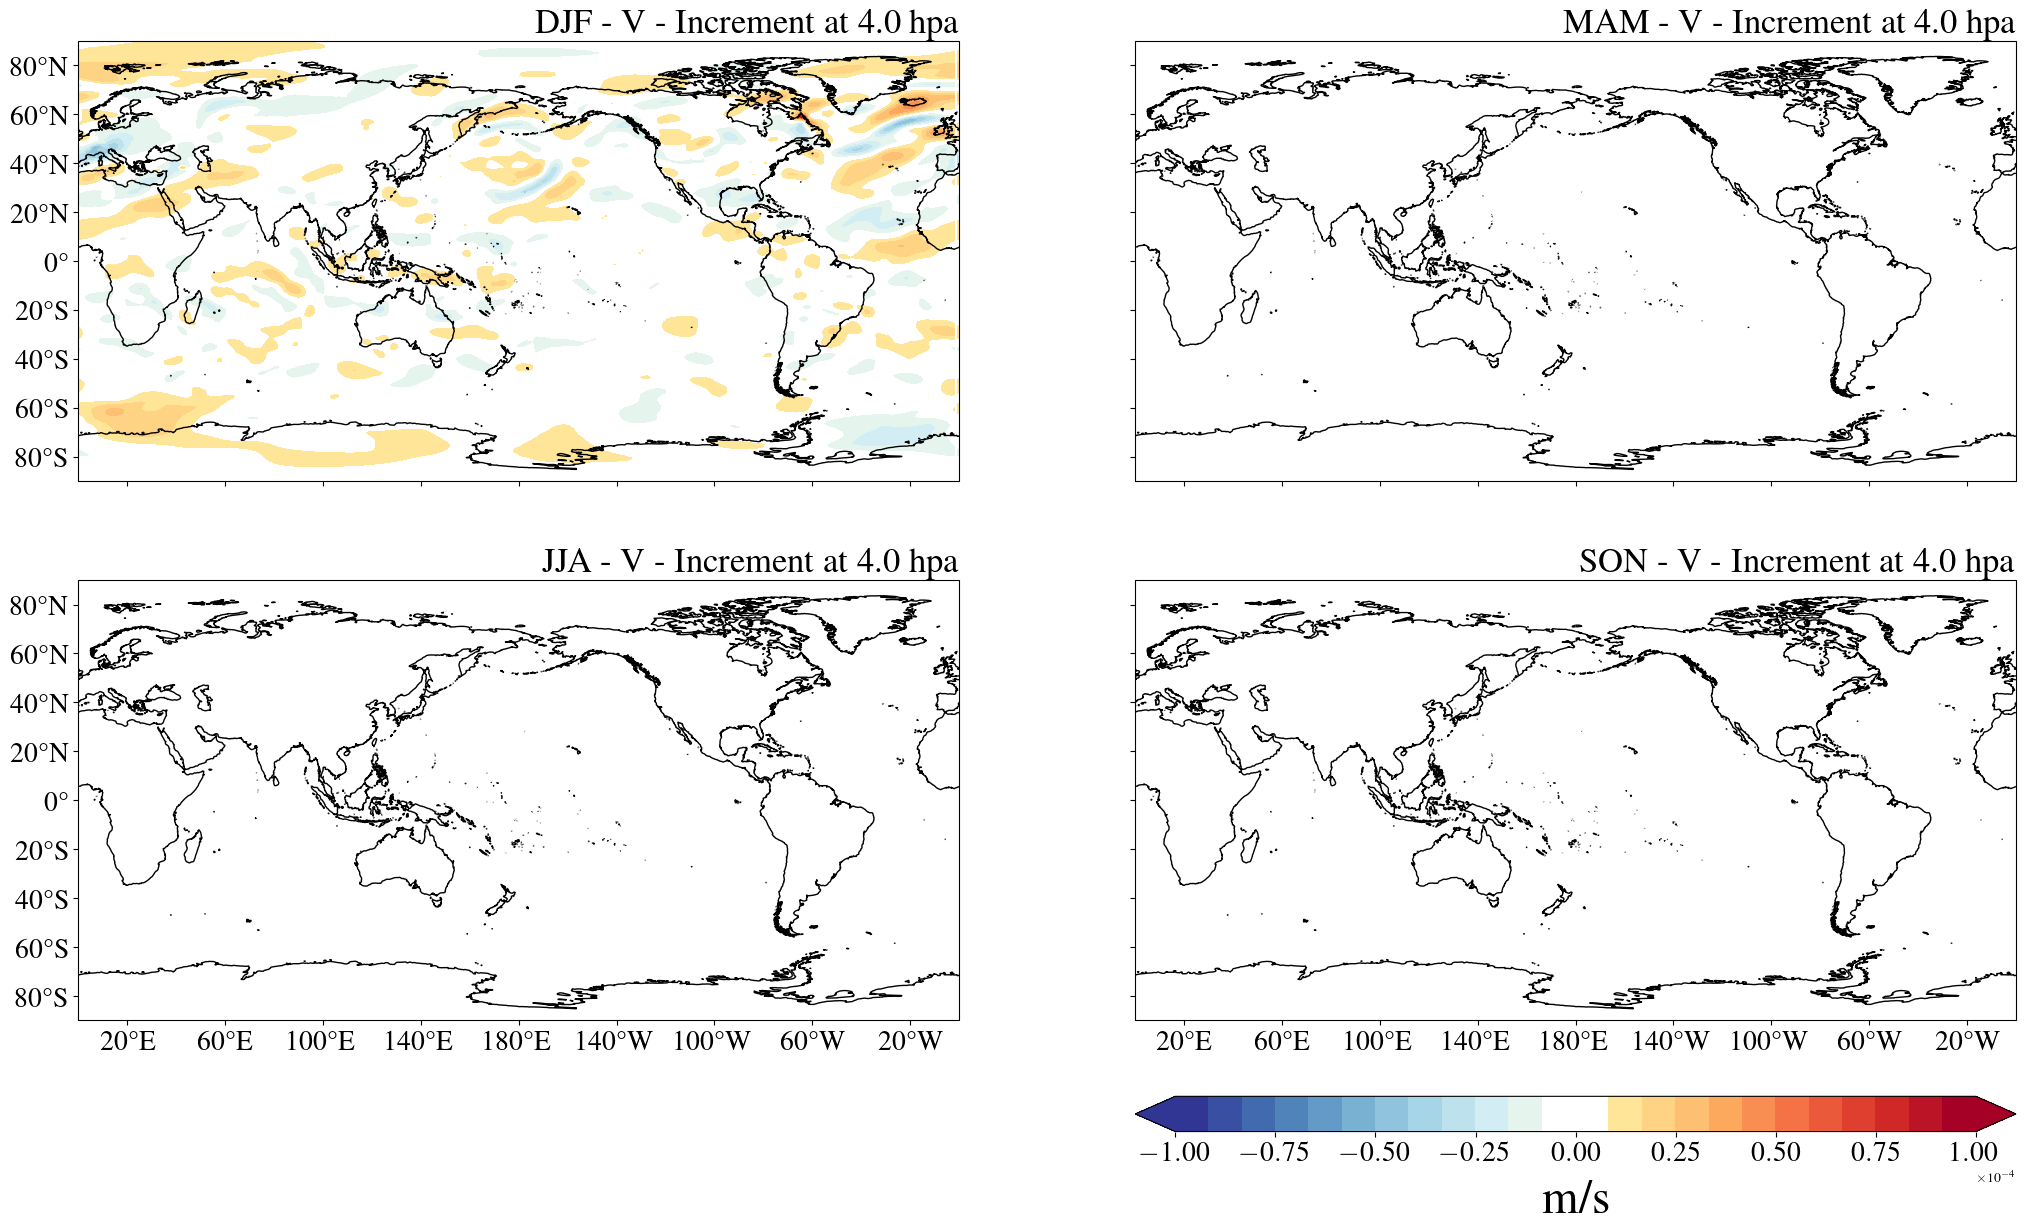 DJF - V - Increment at 4.0 hpa
MAM - V - Increment at 4.0 hpa
80°N
60°N
40°N
20°N
0°
20°S
40°S
60°S
80°S
JJA - V - Increment at 4.0 hpa
SON - V - Increment at 4.0 hpa
80°N
60°N
40°N
20°N
0°
20°S
40°S
60°S
80°S
20°E 60°E 100°E 140°E 180°E 140°W 100°W 60°W 20°W
20°E 60°E 100°E 140°E 180°E 140°W 100°W 60°W 20°W
−1.00 −0.75 −0.50 −0.25 0.00 0.25 0.50 0.75 1.00
×10⁻⁴
m/s